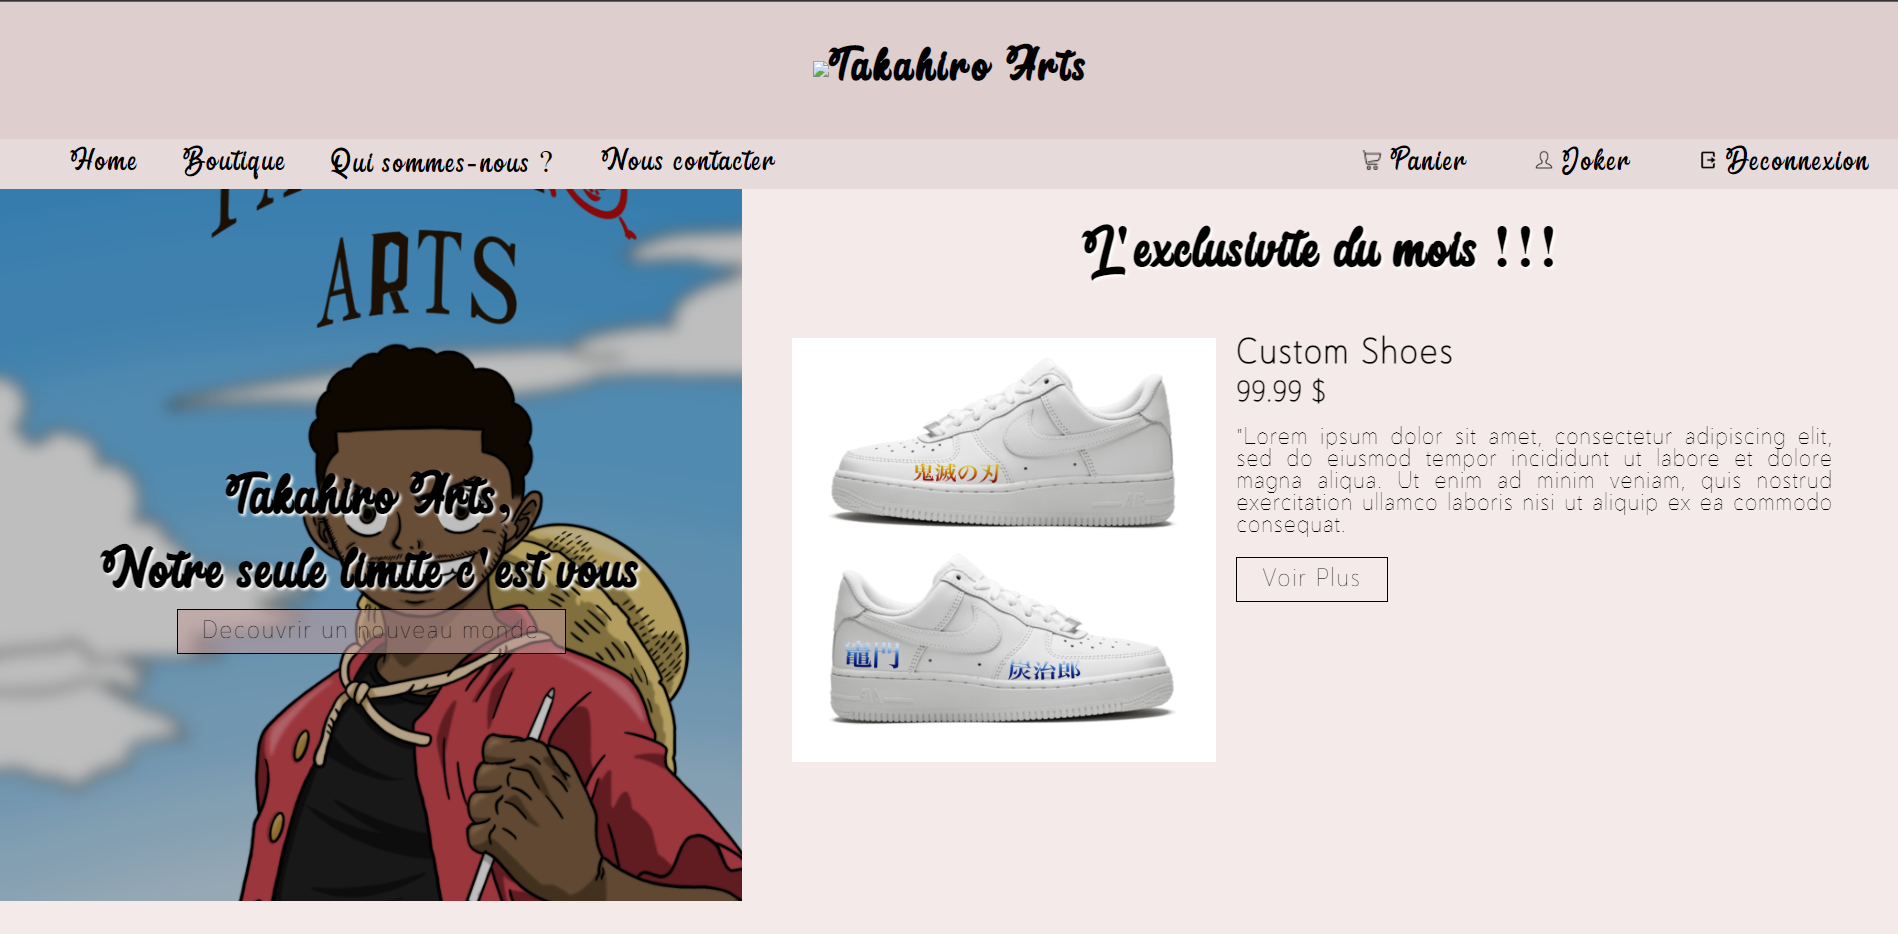 Takahiro Arts
Home Boutique Qui sommes-nous ? Nous contacter Panier Joker Deconnexion
ARTS
Takahiro Arts,
Notre seule limite c'est vous
Decouvrir un nouveau monde
L'exclusivite du mois !!!
鬼滅の刃
竈門
炭治郎
Custom Shoes
99.99 $
"Lorem ipsum dolor sit amet, consectetur adipiscing elit,
sed do eiusmod tempor incididunt ut labore et dolore
magna aliqua. Ut enim ad minim veniam, quis nostrud
exercitation ullamco laboris nisi ut aliquip ex ea commodo
consequat.
Voir Plus